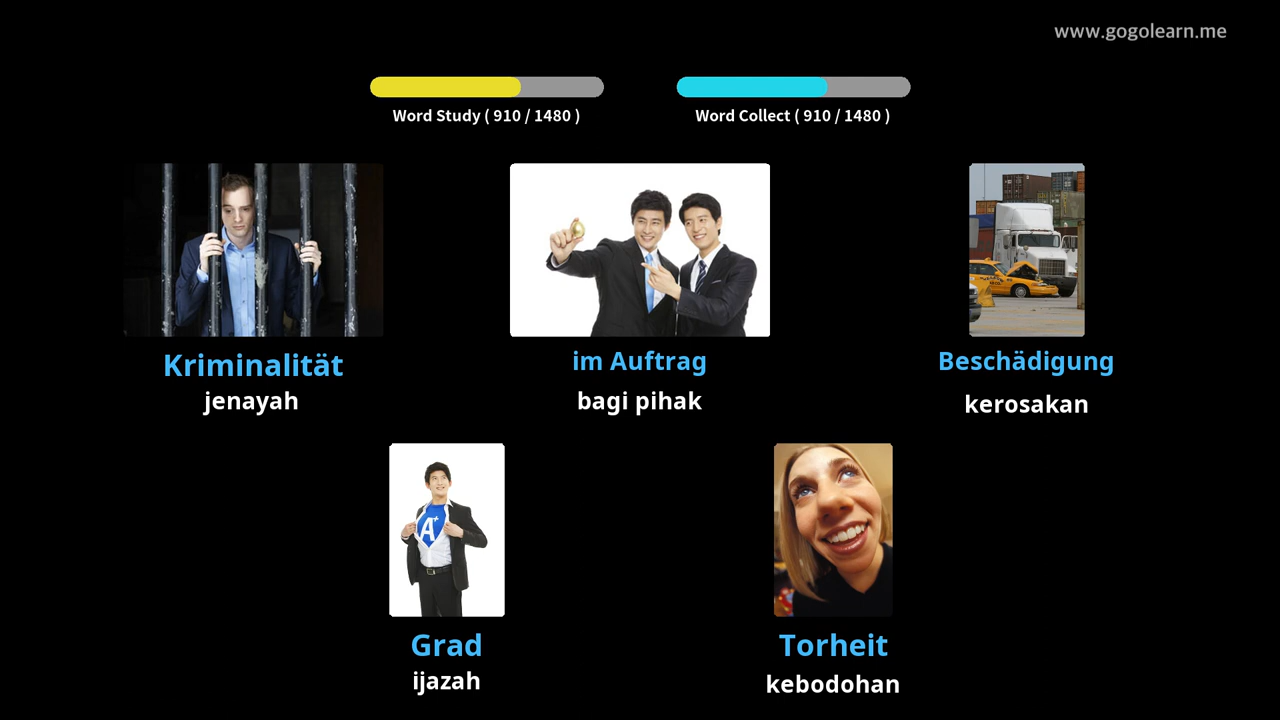 www.gogolearn.me
Word Study ( 910 / 1480 )
Word Collect ( 910 / 1480 )
Kriminalität
jenayah
im Auftrag
bagi pihak
Beschädigung
kerosakan
A+
Grad
ijazah
Torheit
kebodohan